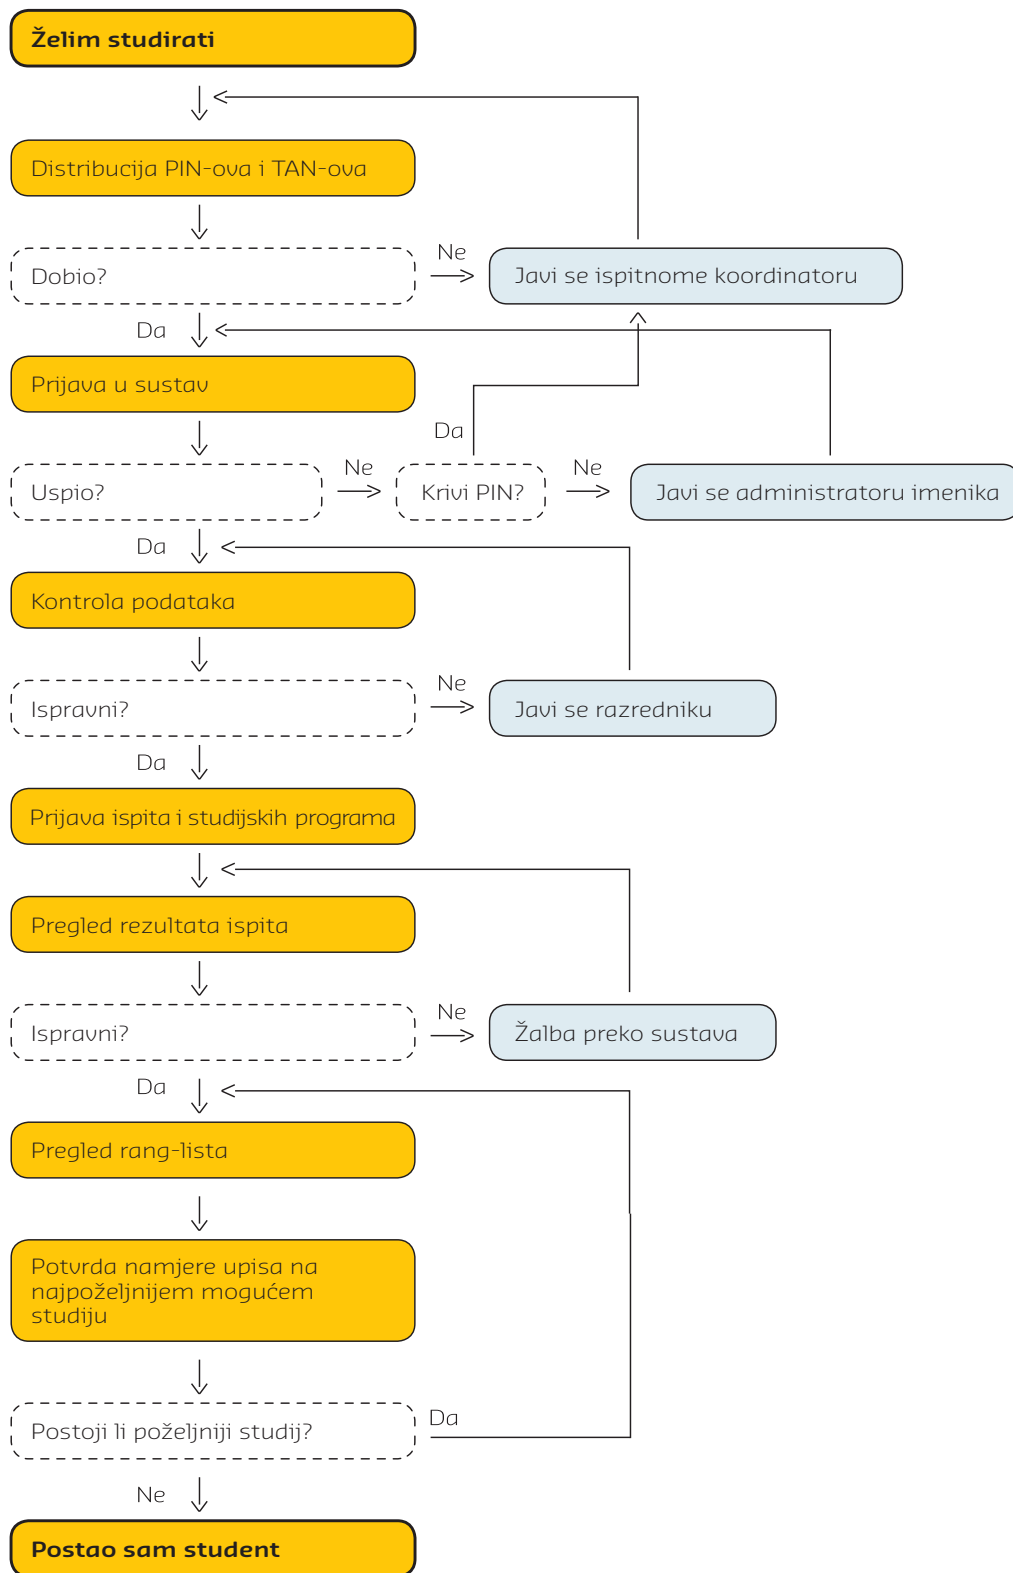 Želim studirati
Distribucija PIN-ova i TAN-ova
Dobio?
Ne
Javi se ispitnome koordinatoru
Da
Prijava u sustav
Da
Uspio?
Ne
Krivi PIN?
Ne
Javi se administratoru imenika
Da
Kontrola podataka
Ispravni?
Ne
Javi se razredniku
Da
Prijava ispita i studijskih programa
Pregled rezultata ispita
Ispravni?
Ne
Žalba preko sustava
Da
Pregled rang-lista
Potvrda namjere upisa na
najpoželjnijem mogućem
studiju
Postoji li poželjniji studij?
Da
Ne
Postao sam student